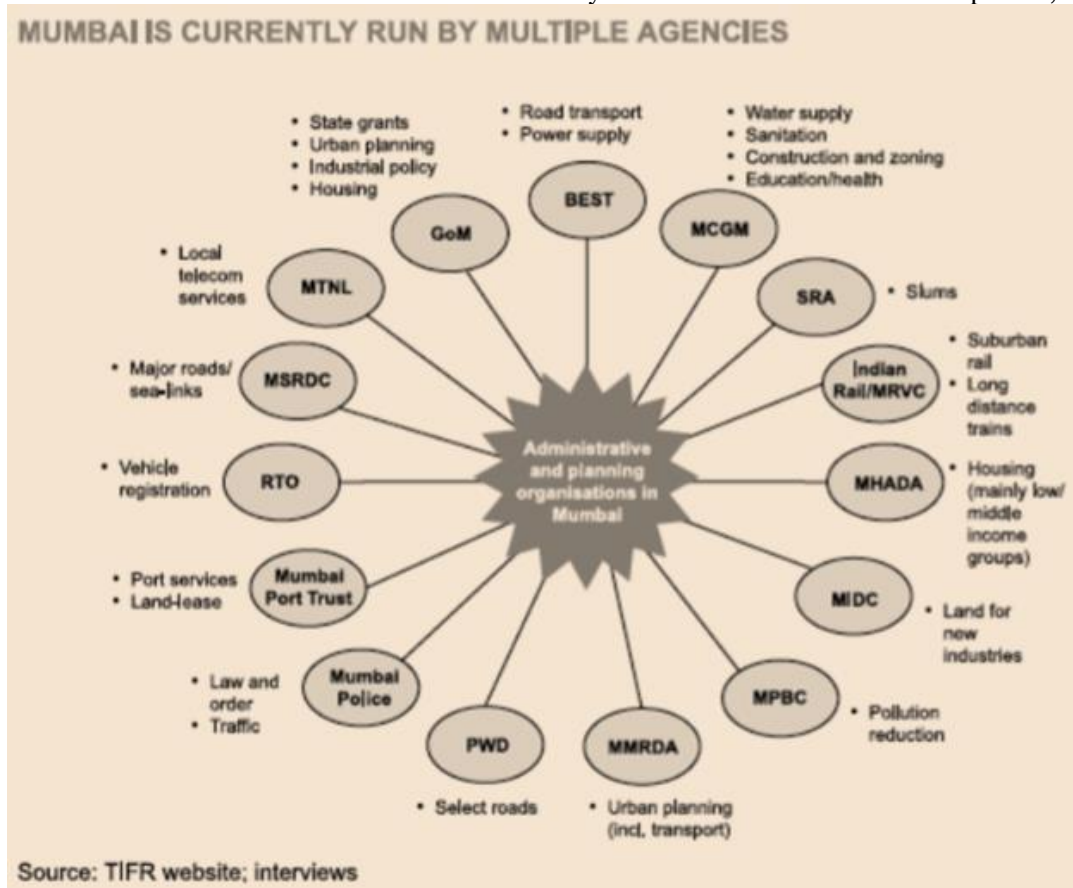 MUMBAI IS CURRENTLY RUN BY MULTIPLE AGENCIES
• Road transport
• Power supply
BEST
• Water supply
• Sanitation
• Construction and zoning
• Education/health
MCGM
• State grants
• Urban planning
• Industrial policy
• Housing
GoM
• Slums
SRA
• Local
telecom
services
MTNL
• Suburban
rail
• Long
distance
trains
Indian
Rail/MRVC
• Major roads/
sea-links
MSRDC
Administrative
and planning
organisations in
Mumbai
• Vehicle
registration
RTO
MHADA
• Housing
(mainly low/
middle
income
groups)
• Port services
• Land-lease
Mumbai
Port Trust
MIDC
• Land for
new
industries
• Law and
order
• Traffic
Mumbai
Police
MPBC
• Pollution
reduction
PWD
• Select roads
MMRDA
• Urban planning
(incl. transport)
Source: TIFR website; interviews